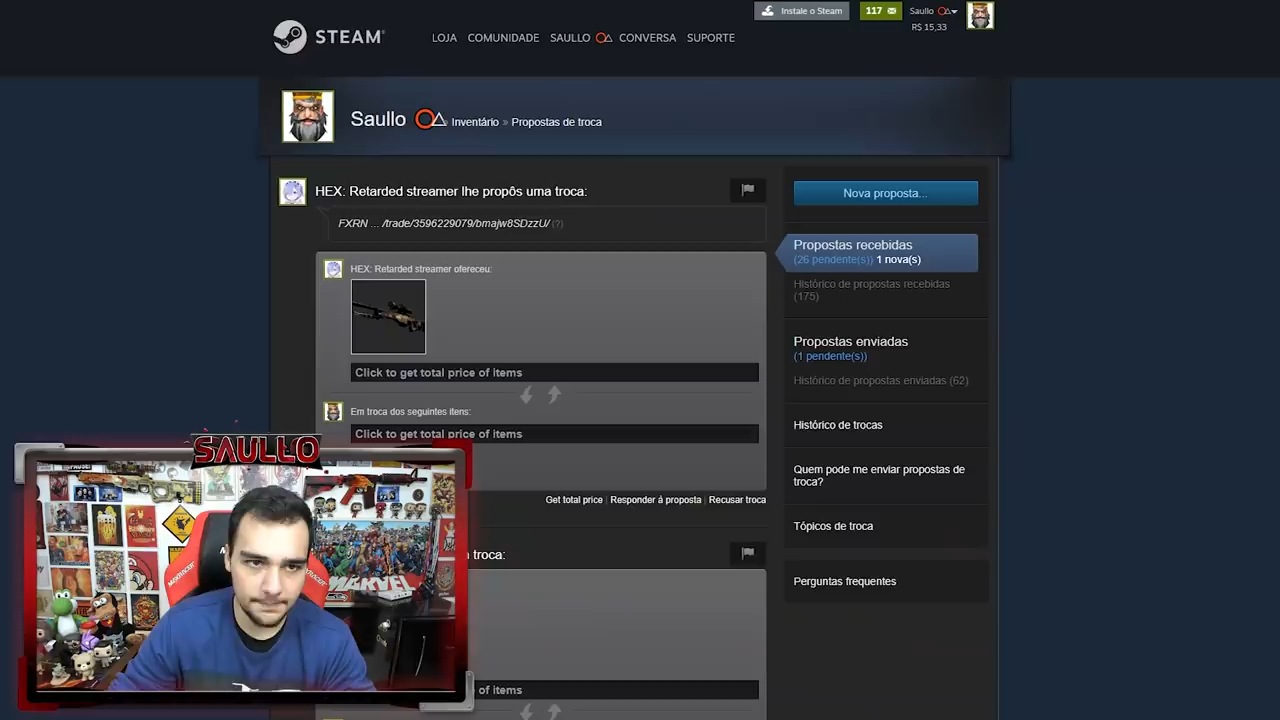 Instale o Steam
117
Saullo
R$ 15,33
STEAM
LOJA COMUNIDADE SAULLO CONVERSA SUPORTE
Saullo
Inventário » Propostas de troca
HEX: Retarded streamer lhe propôs uma troca:
FXRN ... /trade/3596229079/bmajw8SDzzU/ (?)
HEX: Retarded streamer ofereceu:
Click to get total price of items
Em troca dos seguintes itens:
Click to get total price of items
Get total price | Responder à proposta | Recusar troca
troca:
of items
Nova proposta...
Propostas recebidas
(26 pendente(s)) 1 nova(s)
Histórico de propostas recebidas
(175)
Propostas enviadas
(1 pendente(s))
Histórico de propostas enviadas (62)
Histórico de trocas
Quem pode me enviar propostas de
troca?
Tópicos de troca
Perguntas frequentes
SAULLO
MARVEL